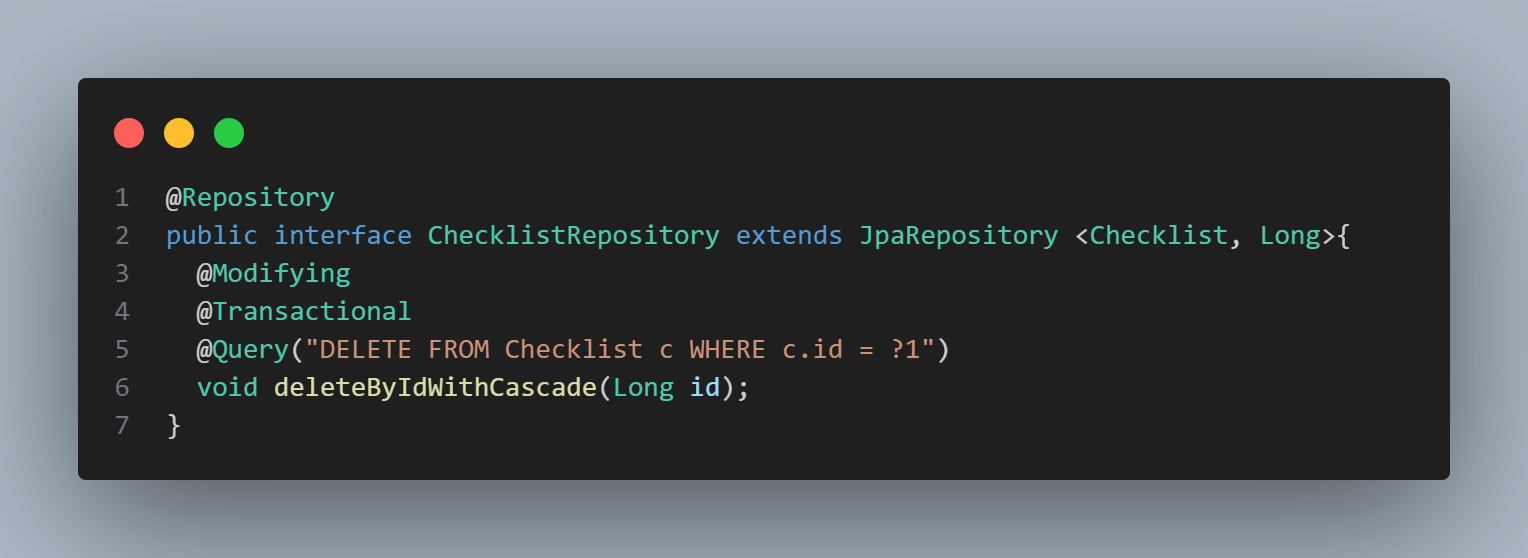 1 @Repository
2 public interface ChecklistRepository extends JpaRepository <Checklist, Long>{
3 @Modifying
4 @Transactional
5 @Query("DELETE FROM Checklist c WHERE c.id = ?1")
6 void deleteByIdWithCascade(Long id);
7 }